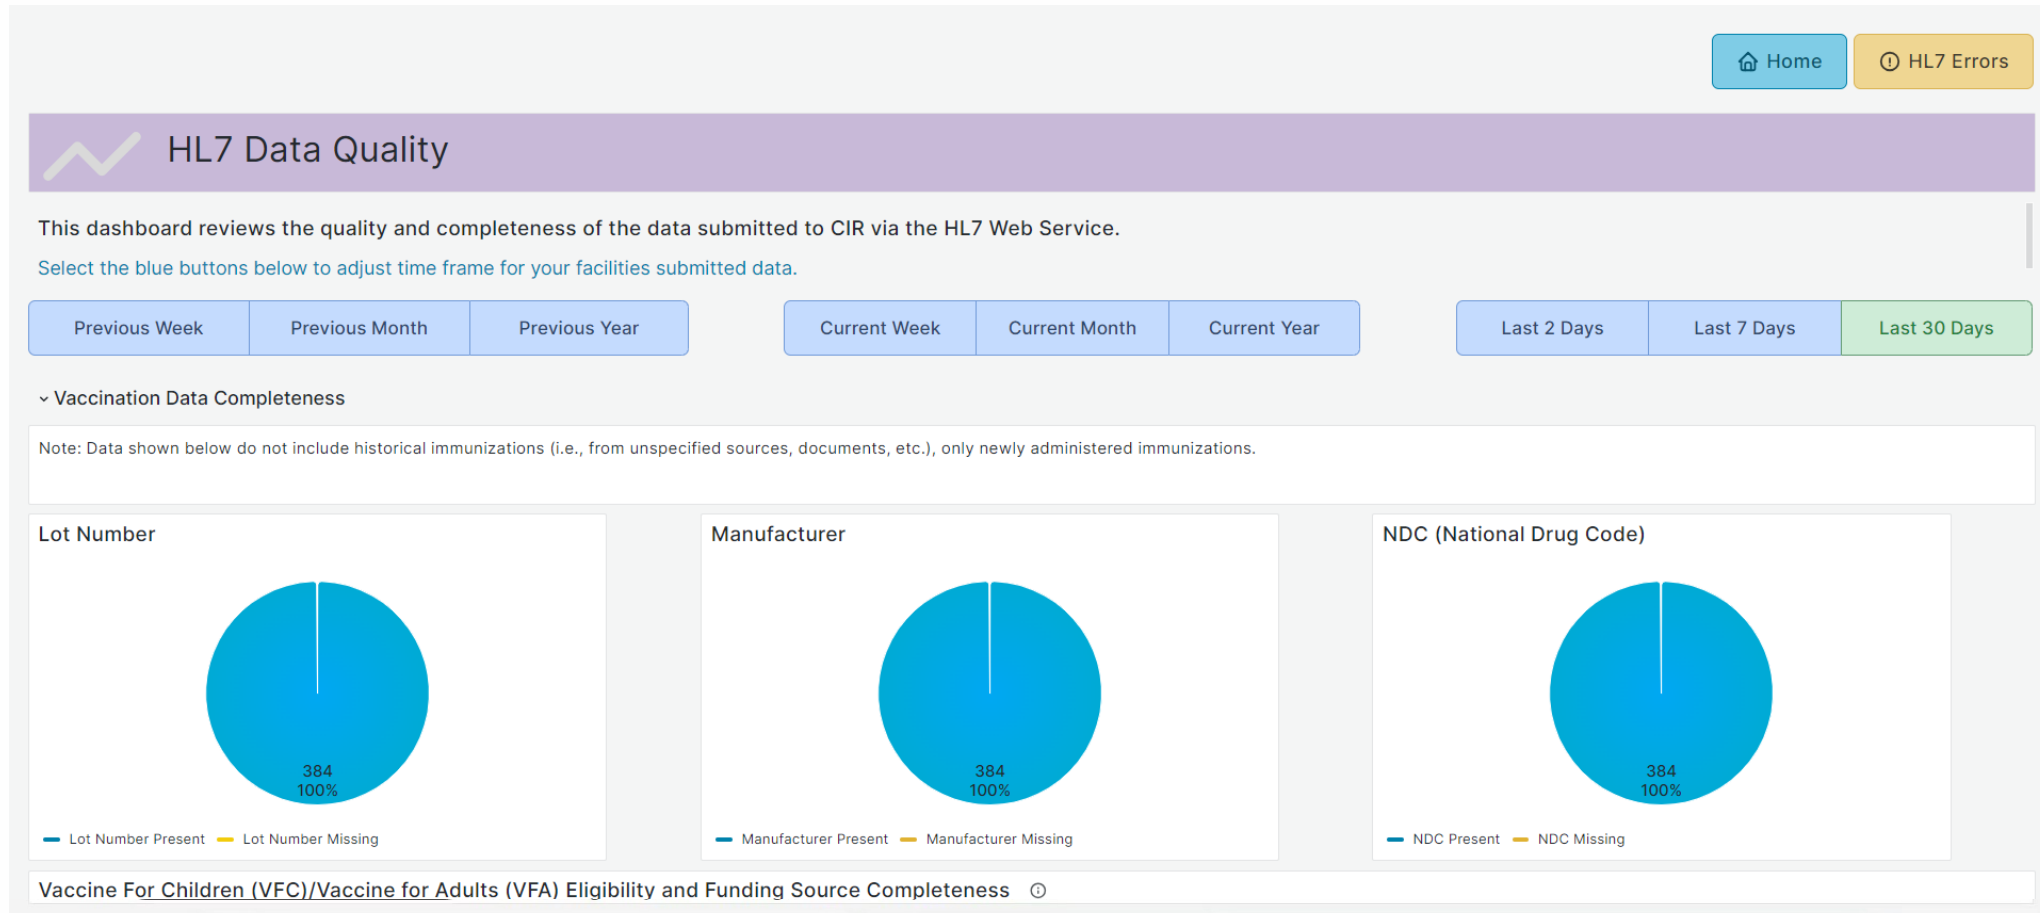 Home
HL7 Errors
HL7 Data Quality
This dashboard reviews the quality and completeness of the data submitted to CIR via the HL7 Web Service.
Select the blue buttons below to adjust time frame for your facilities submitted data.
Previous Week
Previous Month
Previous Year
Current Week
Current Month
Current Year
Last 2 Days
Last 7 Days
Last 30 Days
Vaccination Data Completeness
Note: Data shown below do not include historical immunizations (i.e., from unspecified sources, documents, etc.), only newly administered immunizations.
Lot Number
384
100%
Lot Number Present
Lot Number Missing
Manufacturer
384
100%
Manufacturer Present
Manufacturer Missing
NDC (National Drug Code)
384
100%
NDC Present
NDC Missing
Vaccine For Children (VFC)/Vaccine for Adults (VFA) Eligibility and Funding Source Completeness